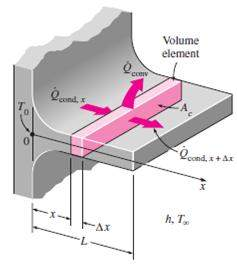 Volume
element
Q̇conv
Q̇cond, x
T0
Ac
0
Q̇cond, x + Δx
x
x
Δx
h, T∞
L